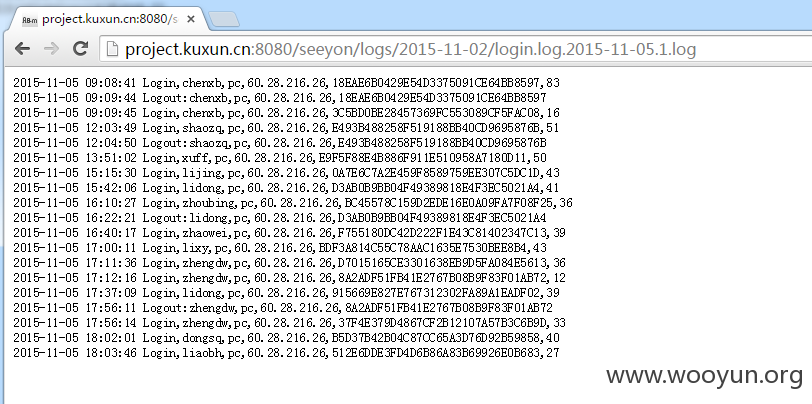 project.kuxun.cn:8080/s
project.kuxun.cn:8080/seeyon/logs/2015-11-02/login.log.2015-11-05.1.log
2015-11-05 09:08:41 Login,chenxb,pc,60.28.216.26,18EAE6B0429E54D3375091CE64BB8597,83
2015-11-05 09:09:44 Logout:chenxb,pc,60.28.216.26,18EAE6B0429E54D3375091CE64BB8597
2015-11-05 09:09:45 Login,chenxb,pc,60.28.216.26,3C5BD0BE28457369FC553089CF5FAC08,16
2015-11-05 12:03:49 Login,shaozq,pc,60.28.216.26,E493B488258F519188BB40CD9695876B,51
2015-11-05 12:04:50 Logout:shaozq,pc,60.28.216.26,E493B488258F519188BB40CD9695876B
2015-11-05 13:51:02 Login,xuff,pc,60.28.216.26,E9F5F88E4B886F911E510958A7180D11,50
2015-11-05 15:15:30 Login,lijing,pc,60.28.216.26,0A7E6C7A2E459F8589759EE307C5DC1D,43
2015-11-05 15:42:06 Login,lidong,pc,60.28.216.26,D3AB0B9BB04F49389818E4F3EC5021A4,41
2015-11-05 16:10:27 Login,zhoubing,pc,60.28.216.26,BC45578C159D2EDE16E0A09FA7F08F25,36
2015-11-05 16:22:21 Logout:lidong,pc,60.28.216.26,D3AB0B9BB04F49389818E4F3EC5021A4
2015-11-05 16:40:17 Login,zhaowei,pc,60.28.216.26,F755180DC42D222F1B43C81402347C13,39
2015-11-05 17:00:11 Login,lixy,pc,60.28.216.26,BDF3A814C55C78AAC1635E7530BEE8B4,43
2015-11-05 17:11:36 Login,zhengdw,pc,60.28.216.26,D7015165CE3301638EB9D5FA084E5613,36
2015-11-05 17:12:16 Login,zhengdw,pc,60.28.216.26,8A2ADF51FB41E2767B08B9F83F01AB72,12
2015-11-05 17:37:09 Login,lidong,pc,60.28.216.26,915669E827E767312302FA89A1EADF02,39
2015-11-05 17:56:11 Logout:zhengdw,pc,60.28.216.26,8A2ADF51FB41E2767B08B9F83F01AB72
2015-11-05 17:56:14 Login,zhengdw,pc,60.28.216.26,37F4E379D4867CF2B12107A57B3C6B9D,33
2015-11-05 18:02:01 Login,dongsq,pc,60.28.216.26,B5D37B42B04C87CC65A3D76D92B59858,40
2015-11-05 18:03:46 Login,liaobh,pc,60.28.216.26,512E6DDE3FD4D6B86A83B69926E0B683,27
www.wooyun.org